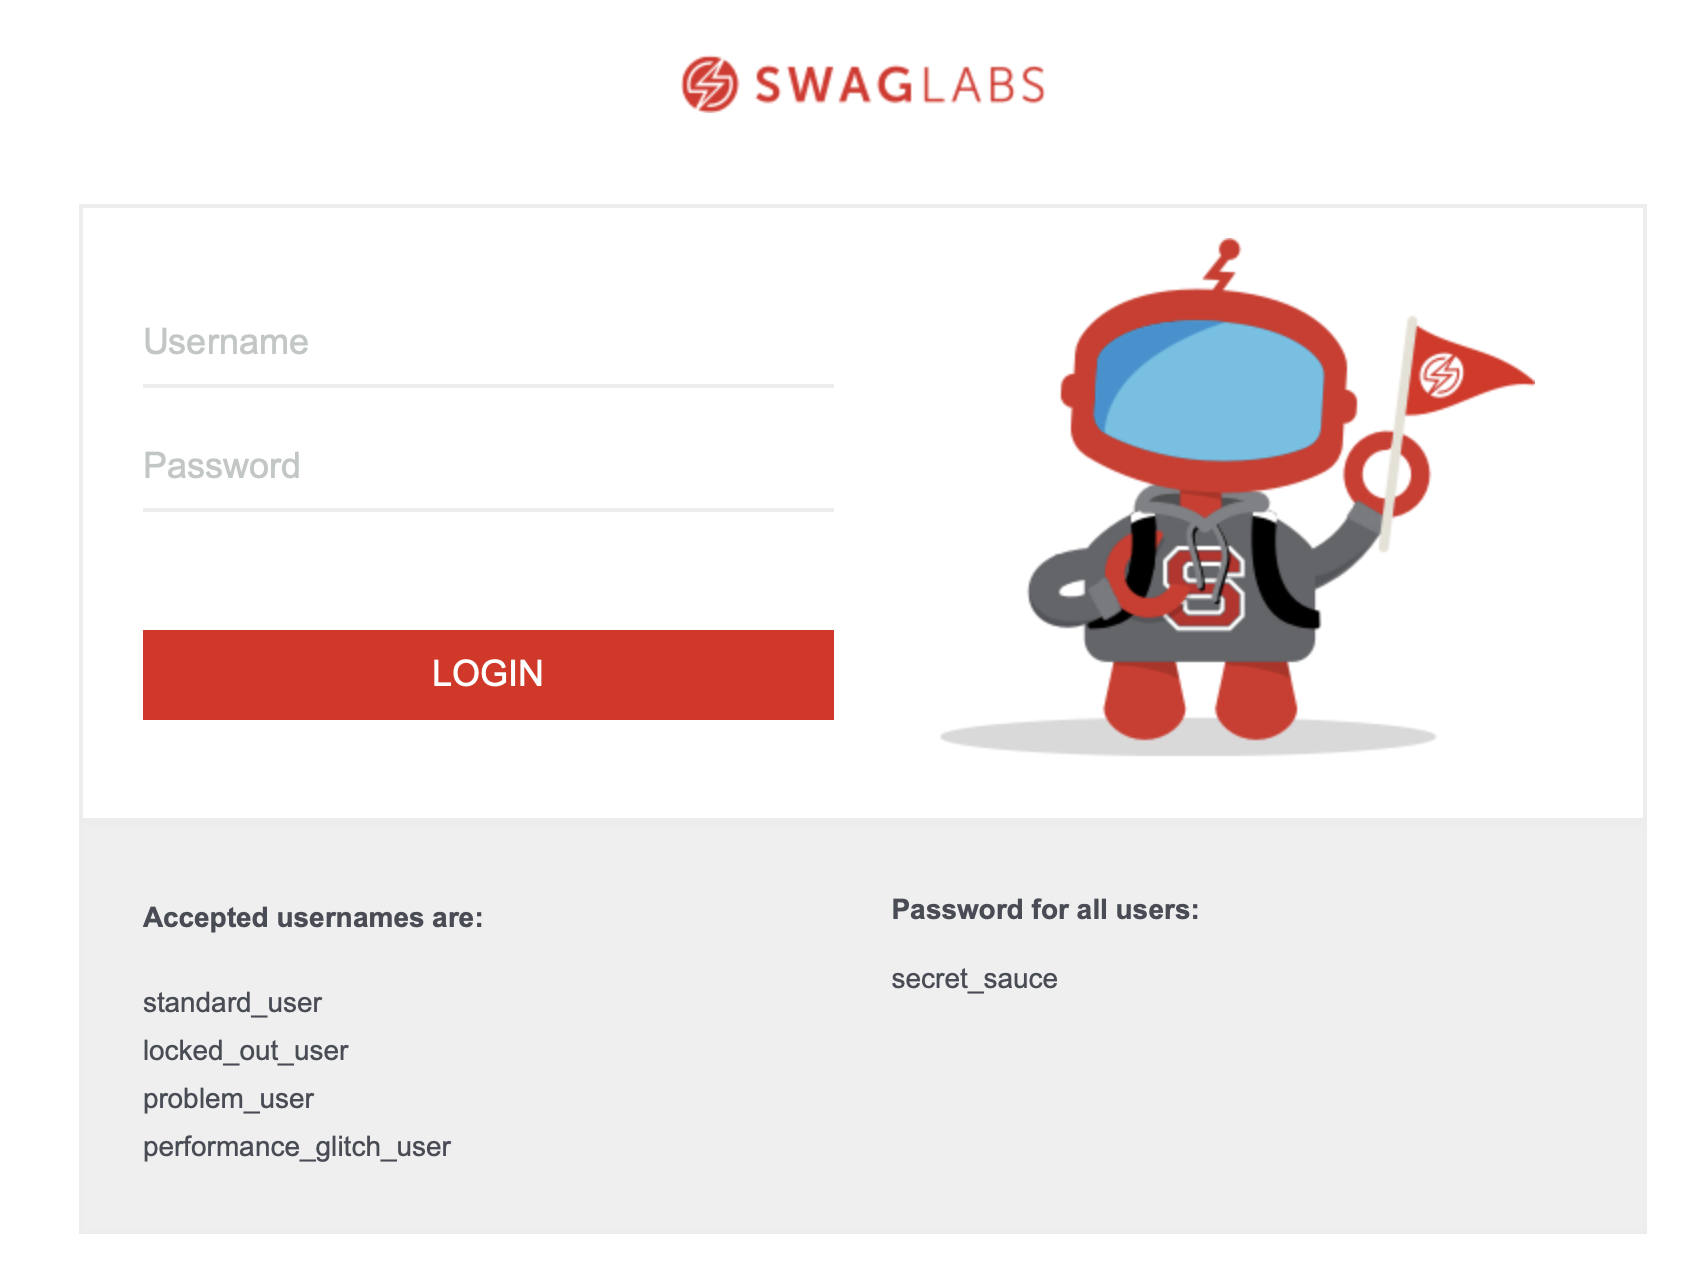 SWAGLABS
Username
Password
LOGIN
S
Accepted usernames are:
standard_user
locked_out_user
problem_user
performance_glitch_user
Password for all users:
secret_sauce